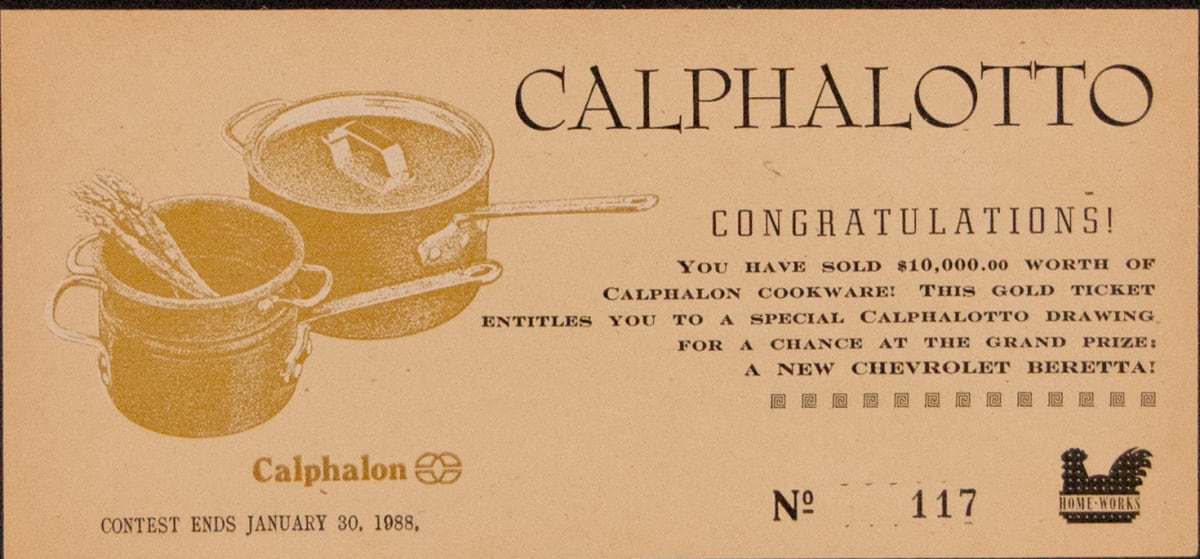 CALPHALOTTO
CONGRATULATIONS!
YOU HAVE SOLD $10,000.00 WORTH OF
CALPHALON COOKWARE! THIS GOLD TICKET
ENTITLES YOU TO A SPECIAL CALPHALOTTO DRAWING
FOR A CHANCE AT THE GRAND PRIZE:
A NEW CHEVROLET BERETTA!
Calphalon
CONTEST ENDS JANUARY 30, 1988.
Nº 117
HOME·WORKS